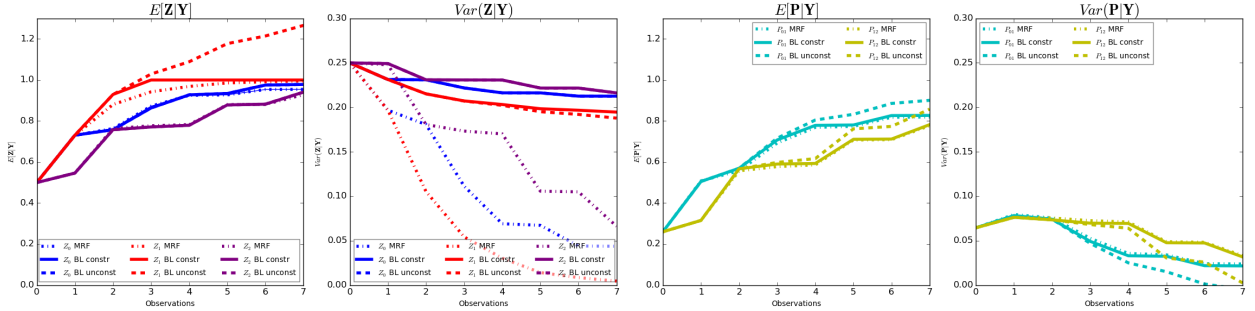 E[Z|Y]
E[Z|Y]
1.2
1.0
0.8
0.6
0.4
0.2
0.0
Z₀ MRF Z₁ MRF Z₂ MRF
Z₀ BL constr Z₁ BL constr Z₂ BL constr
Z₀ BL unconst Z₁ BL unconst Z₂ BL unconst
0 1 2 3 4 5 6 7
Observations
Var(Z|Y)
Var(Z|Y)
0.30
0.25
0.20
0.15
0.10
0.05
0.00
Z₀ MRF Z₁ MRF Z₂ MRF
Z₀ BL constr Z₁ BL constr Z₂ BL constr
Z₀ BL unconst Z₁ BL unconst Z₂ BL unconst
0 1 2 3 4 5 6 7
Observations
E[P|Y]
E[P|Y]
P₀₁ MRF P₁₂ MRF
P₀₁ BL constr P₁₂ BL constr
P₀₁ BL unconst P₁₂ BL unconst
1.2
1.0
0.8
0.6
0.4
0.2
0.0
0 1 2 3 4 5 6 7
Observations
Var(P|Y)
Var(P|Y)
P₀₁ MRF P₁₂ MRF
P₀₁ BL constr P₁₂ BL constr
P₀₁ BL unconst P₁₂ BL unconst
0.30
0.25
0.20
0.15
0.10
0.05
0.00
0 1 2 3 4 5 6 7
Observations